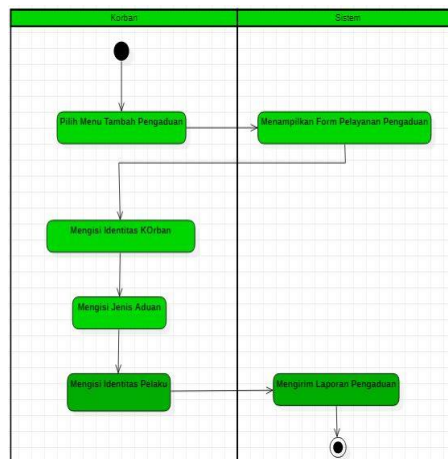 Korban
Sistem
Pilih Menu Tambah Pengaduan
Menampilkan Form Pelayanan Pengaduan
Mengisi Identitas KOrban
Mengisi Jenis Aduan
Mengisi Identitas Pelaku
Mengirim Laporan Pengaduan